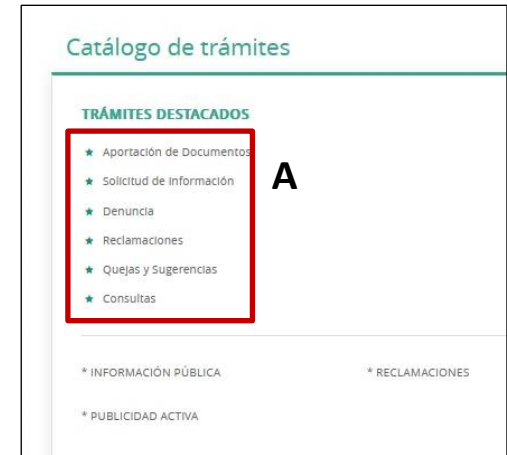 Catálogo de trámites
TRÁMITES DESTACADOS
★ Aportación de Documentos
★ Solicitud de Información
★ Denuncia
★ Reclamaciones
★ Quejas y Sugerencias
★ Consultas
A
* INFORMACIÓN PÚBLICA * RECLAMACIONES
* PUBLICIDAD ACTIVA